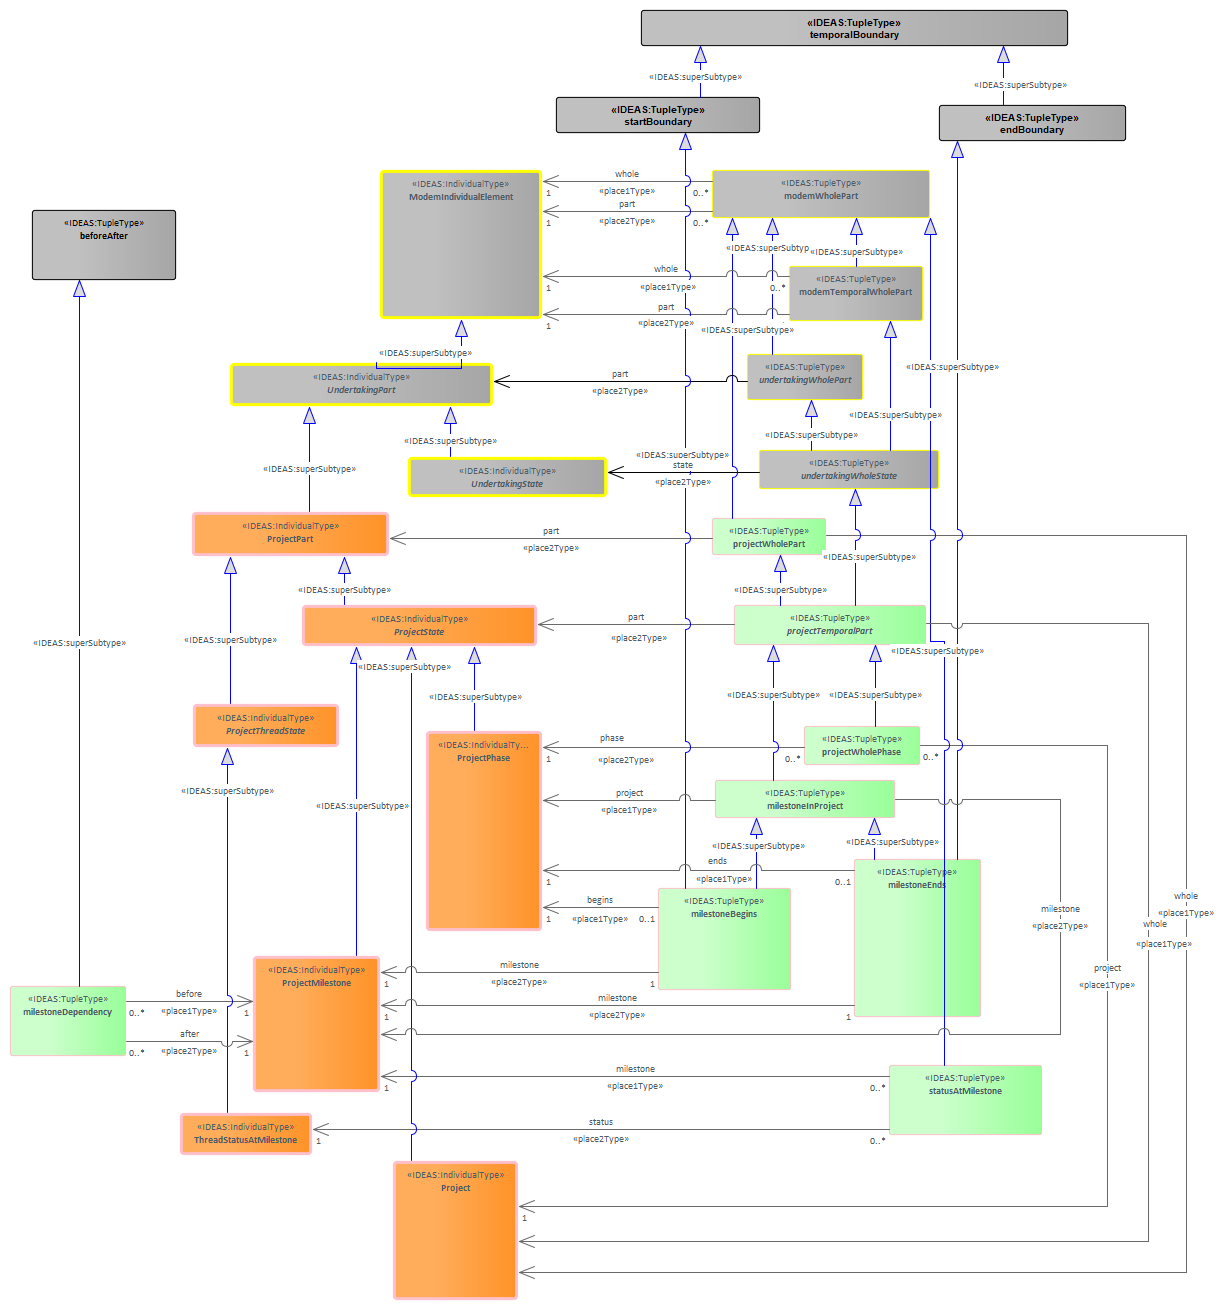 «IDEAS:TupleType»
temporalBoundary
«IDEAS:superSubtype»
«IDEAS:superSubtype»
«IDEAS:TupleType»
startBoundary
«IDEAS:TupleType»
endBoundary
«IDEAS:IndividualType»
ModemIndividualElement
whole
«place1Type»
1
0..*
part
«place2Type»
1
0..*
«IDEAS:TupleType»
modemWholePart
«IDEAS:TupleType»
beforeAfter
«IDEAS:superSubtyp
«IDEAS:superSubtype»
whole
«place1Type»
1
0..*
part
«place2Type»
1
«IDEAS:TupleType»
modemTemporalWholePart
«IDEAS:superSubtype»
«IDEAS:superSubtype»
«IDEAS:superSubtype»
«IDEAS:IndividualType»
UndertakingPart
part
«place2Type»
«IDEAS:TupleType»
undertakingWholePart
«IDEAS:superSubtype»
«IDEAS:superSubtype»
«IDEAS:superSubtype»
«IDEAS:superSubtype»
«IDEAS:superSubtype»
«IDEAS:IndividualType»
UndertakingState
state
«place2Type»
«IDEAS:TupleType»
undertakingWholeState
«IDEAS:IndividualType»
ProjectPart
part
«place2Type»
«IDEAS:TupleType»
projectWholePart
«IDEAS:superSubtype»
«IDEAS:superSubtype»
«IDEAS:superSubtype»
«IDEAS:IndividualType»
ProjectState
part
«place2Type»
«IDEAS:TupleType»
projectTemporalPart
«IDEAS:superSubtype»
«IDEAS:superSubtype»
«IDEAS:superSubtype»
«IDEAS:superSubtype»
«IDEAS:superSubtype»
«IDEAS:superSubtype»
«IDEAS:superSubtype»
«IDEAS:IndividualType»
ProjectThreadState
«IDEAS:IndividualTy...
ProjectPhase
phase
«place2Type»
1
0..*
«IDEAS:TupleType»
projectWholePhase
0..*
«IDEAS:superSubtype»
«IDEAS:superSubtype»
project
«place1Type»
1
«IDEAS:TupleType»
milestoneInProject
«IDEAS:superSubtype»
«IDEAS:superSubtype»
ends
«place1Type»
1
0..1
«IDEAS:TupleType»
milestoneEnds
begins
«place1Type»
1
0..1
«IDEAS:TupleType»
milestoneBegins
milestone
«place2Type»
whole
«place1Type»
whole
«place1Type»
project
«place1Type»
«IDEAS:IndividualType»
ProjectMilestone
milestone
«place2Type»
1
1
milestone
«place2Type»
1
1
«IDEAS:TupleType»
milestoneDependency
before
«place1Type»
0..*
1
after
«place2Type»
0..*
1
milestone
«place1Type»
1
0..*
«IDEAS:TupleType»
statusAtMilestone
«IDEAS:IndividualType»
ThreadStatusAtMilestone
status
«place2Type»
1
0..*
«IDEAS:IndividualType»
Project
1